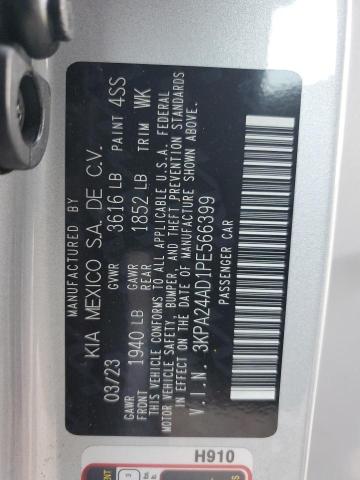 MANUFACTURED BY
KIA MEXICO S.A. DE C.V.
03/23 GVWR 3616 LB PAINT 4SS
GAWR FRONT 1940 LB GAWR REAR 1852 LB TRIM WK
THIS VEHICLE CONFORMS TO ALL APPLICABLE U.S.A. FEDERAL
MOTOR VEHICLE SAFETY, BUMPER, AND THEFT PREVENTION STANDARDS
IN EFFECT ON THE DATE OF MANUFACTURE SHOWN ABOVE.
V.I.N. 3KPA24AD1PE566399
PASSENGER CAR
H910